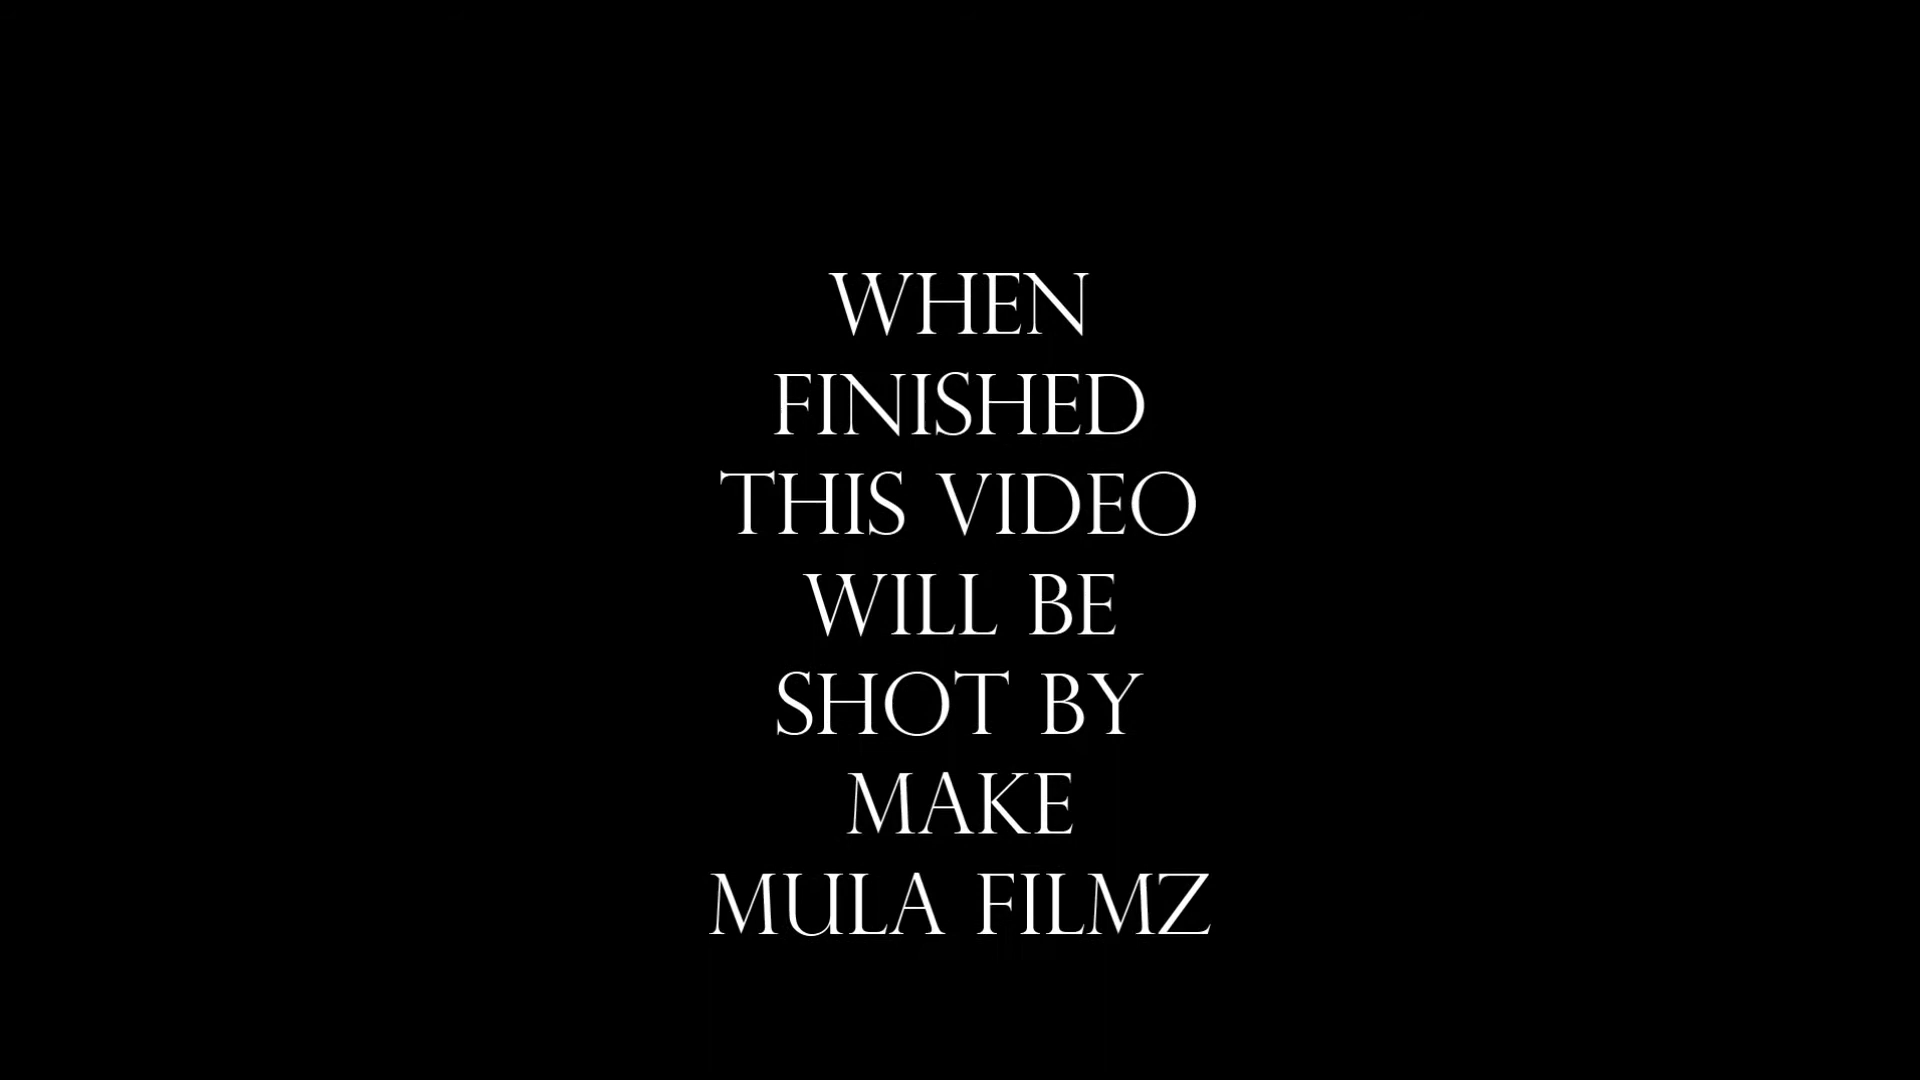 WHEN
FINISHED
THIS VIDEO
WILL BE
SHOT BY
MAKE
MULA FILMZ